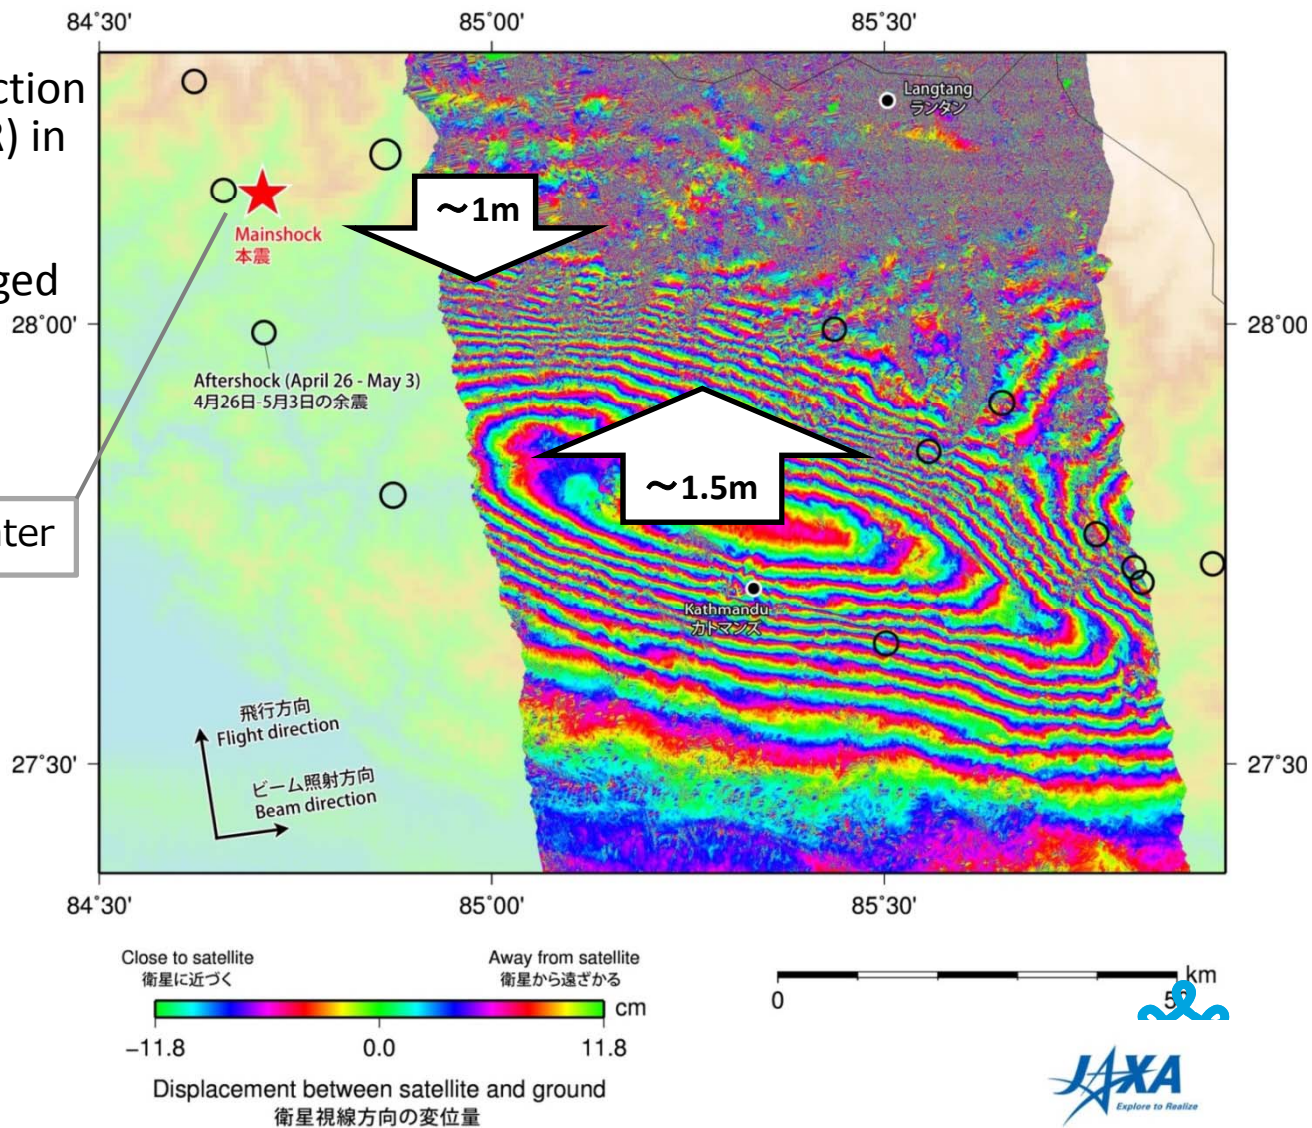 84°30'
85°00'
85°30'
ction
R) in
ged
ter
Langtang
ランタン
～1m
Mainshock
本震
28°00'
28°00
Aftershock (April 26 - May 3)
4月26日-5月3日の余震
～1.5m
Kathmandu
カトマンズ
飛行方向
Flight direction
ビーム照射方向
Beam direction
27°30'
27°30
84°30'
85°00'
85°30'
Close to satellite
衛星に近づく
Away from satellite
衛星から遠ざかる
cm
−11.8
0.0
11.8
Displacement between satellite and ground
衛星視線方向の変位量
km
0
JAXA
Explore to Realize